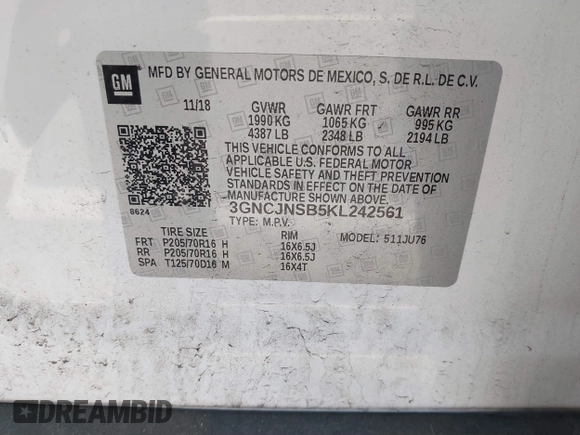 GM
MFD BY GENERAL MOTORS DE MEXICO, S. DE R.L. DE C.V.
11/18 GVWR GAWR FRT GAWR RR
1990 KG 1065 KG 995 KG
4387 LB 2348 LB 2194 LB
THIS VEHICLE CONFORMS TO ALL
APPLICABLE U.S. FEDERAL MOTOR
VEHICLE SAFETY AND THEFT PREVENTION
STANDARDS IN EFFECT ON THE DATE OF
MANUFACTURE SHOWN ABOVE.
8624
3GNCJNSB5KL242561
TYPE: M.P.V.
TIRE SIZE RIM MODEL: 511JU76
FRT P205/70R16 H 16X6.5J
RR P205/70R16 H 16X6.5J
SPA T125/70D16 M 16X4T
DREAMBID